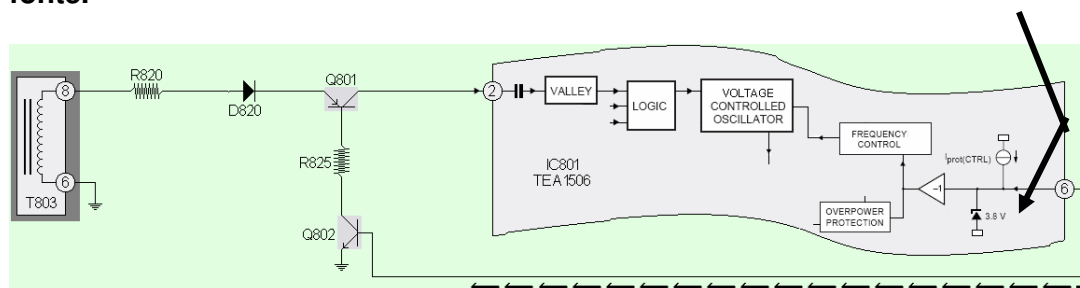 fonte.
8
R820
D820
Q801
2
VALLEY
LOGIC
VOLTAGE
CONTROLLED
OSCILLATOR
FREQUENCY
CONTROL
Iprot(CTRL)
R825
IC801
TEA1506
6
T803
–1
6
3.8 V
OVERPOWER
PROTECTION
Q802